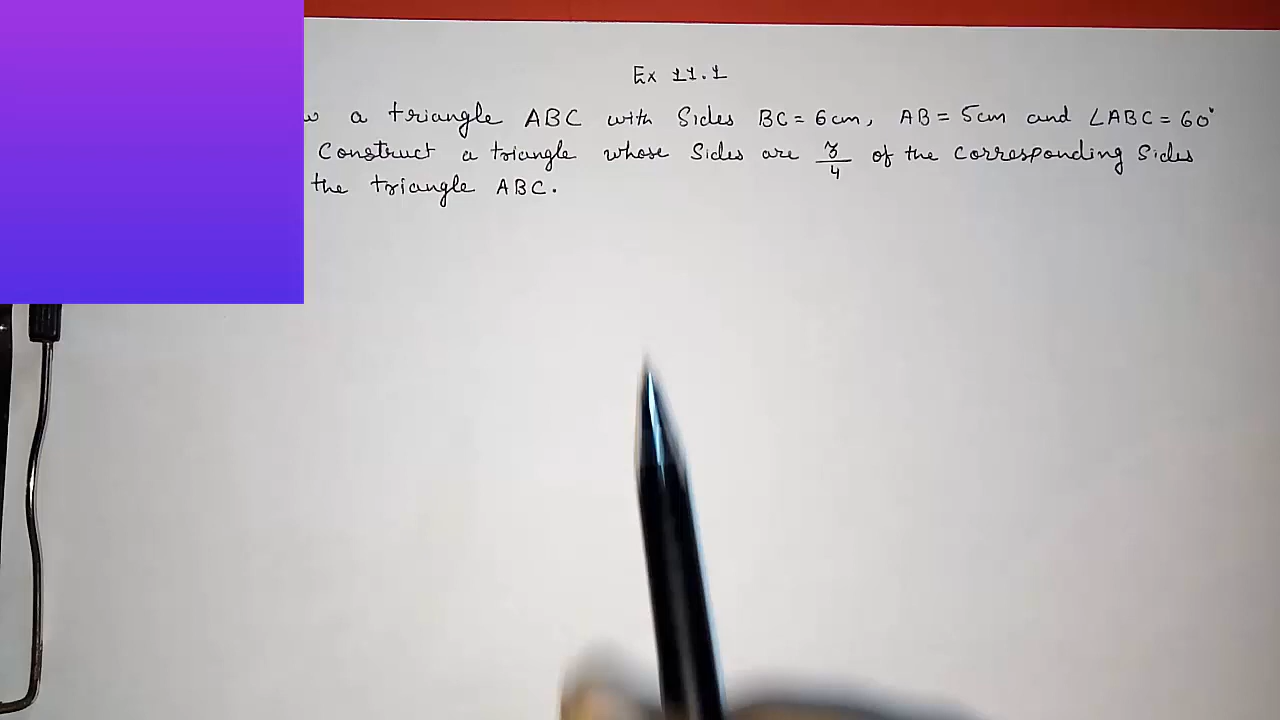 Ex 11.1
a triangle ABC with Sides BC = 6cm, AB = 5cm and ∠ABC = 60°
Construct a triangle whose Sides are 3/4 of the corresponding Sides
the triangle ABC.